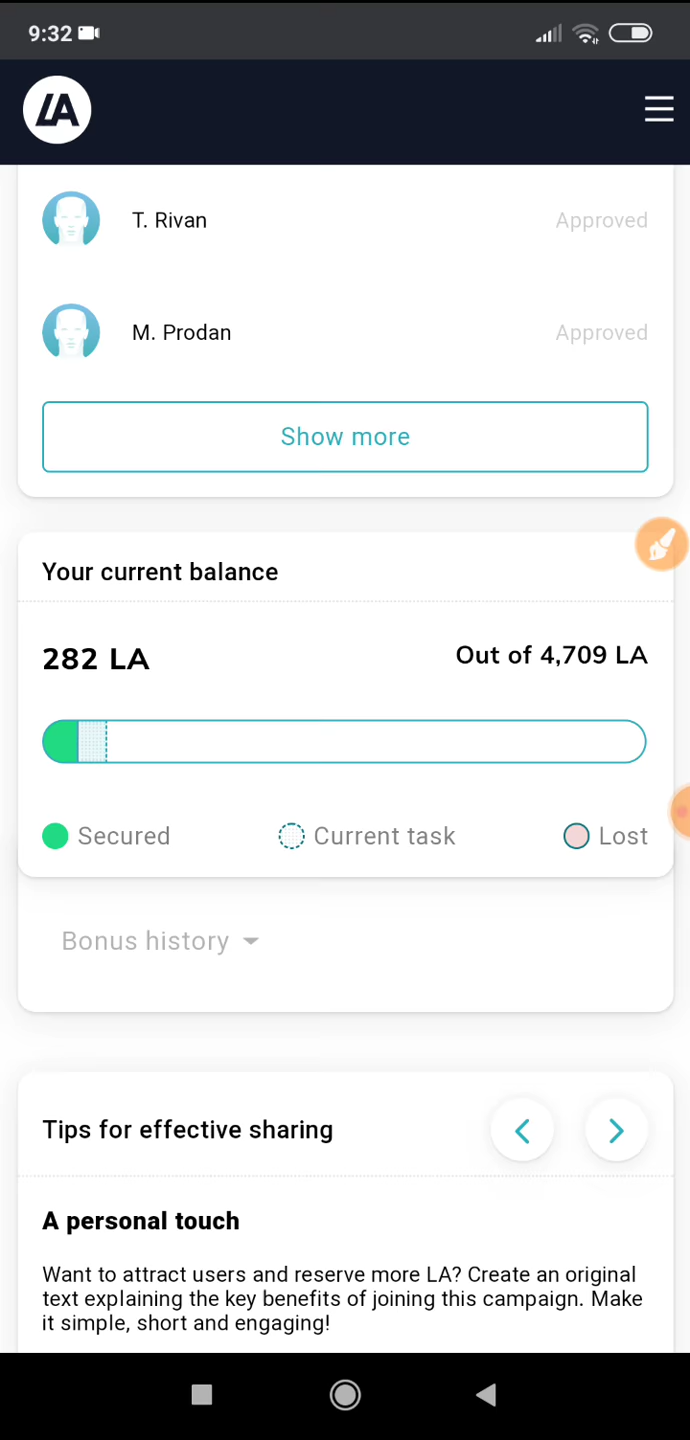 9:32
LA
T. Rivan
Approved
M. Prodan
Approved
Show more
Your current balance
282 LA
Out of 4,709 LA
Secured
Current task
Lost
Bonus history
Tips for effective sharing
A personal touch
Want to attract users and reserve more LA? Create an original
text explaining the key benefits of joining this campaign. Make
it simple, short and engaging!